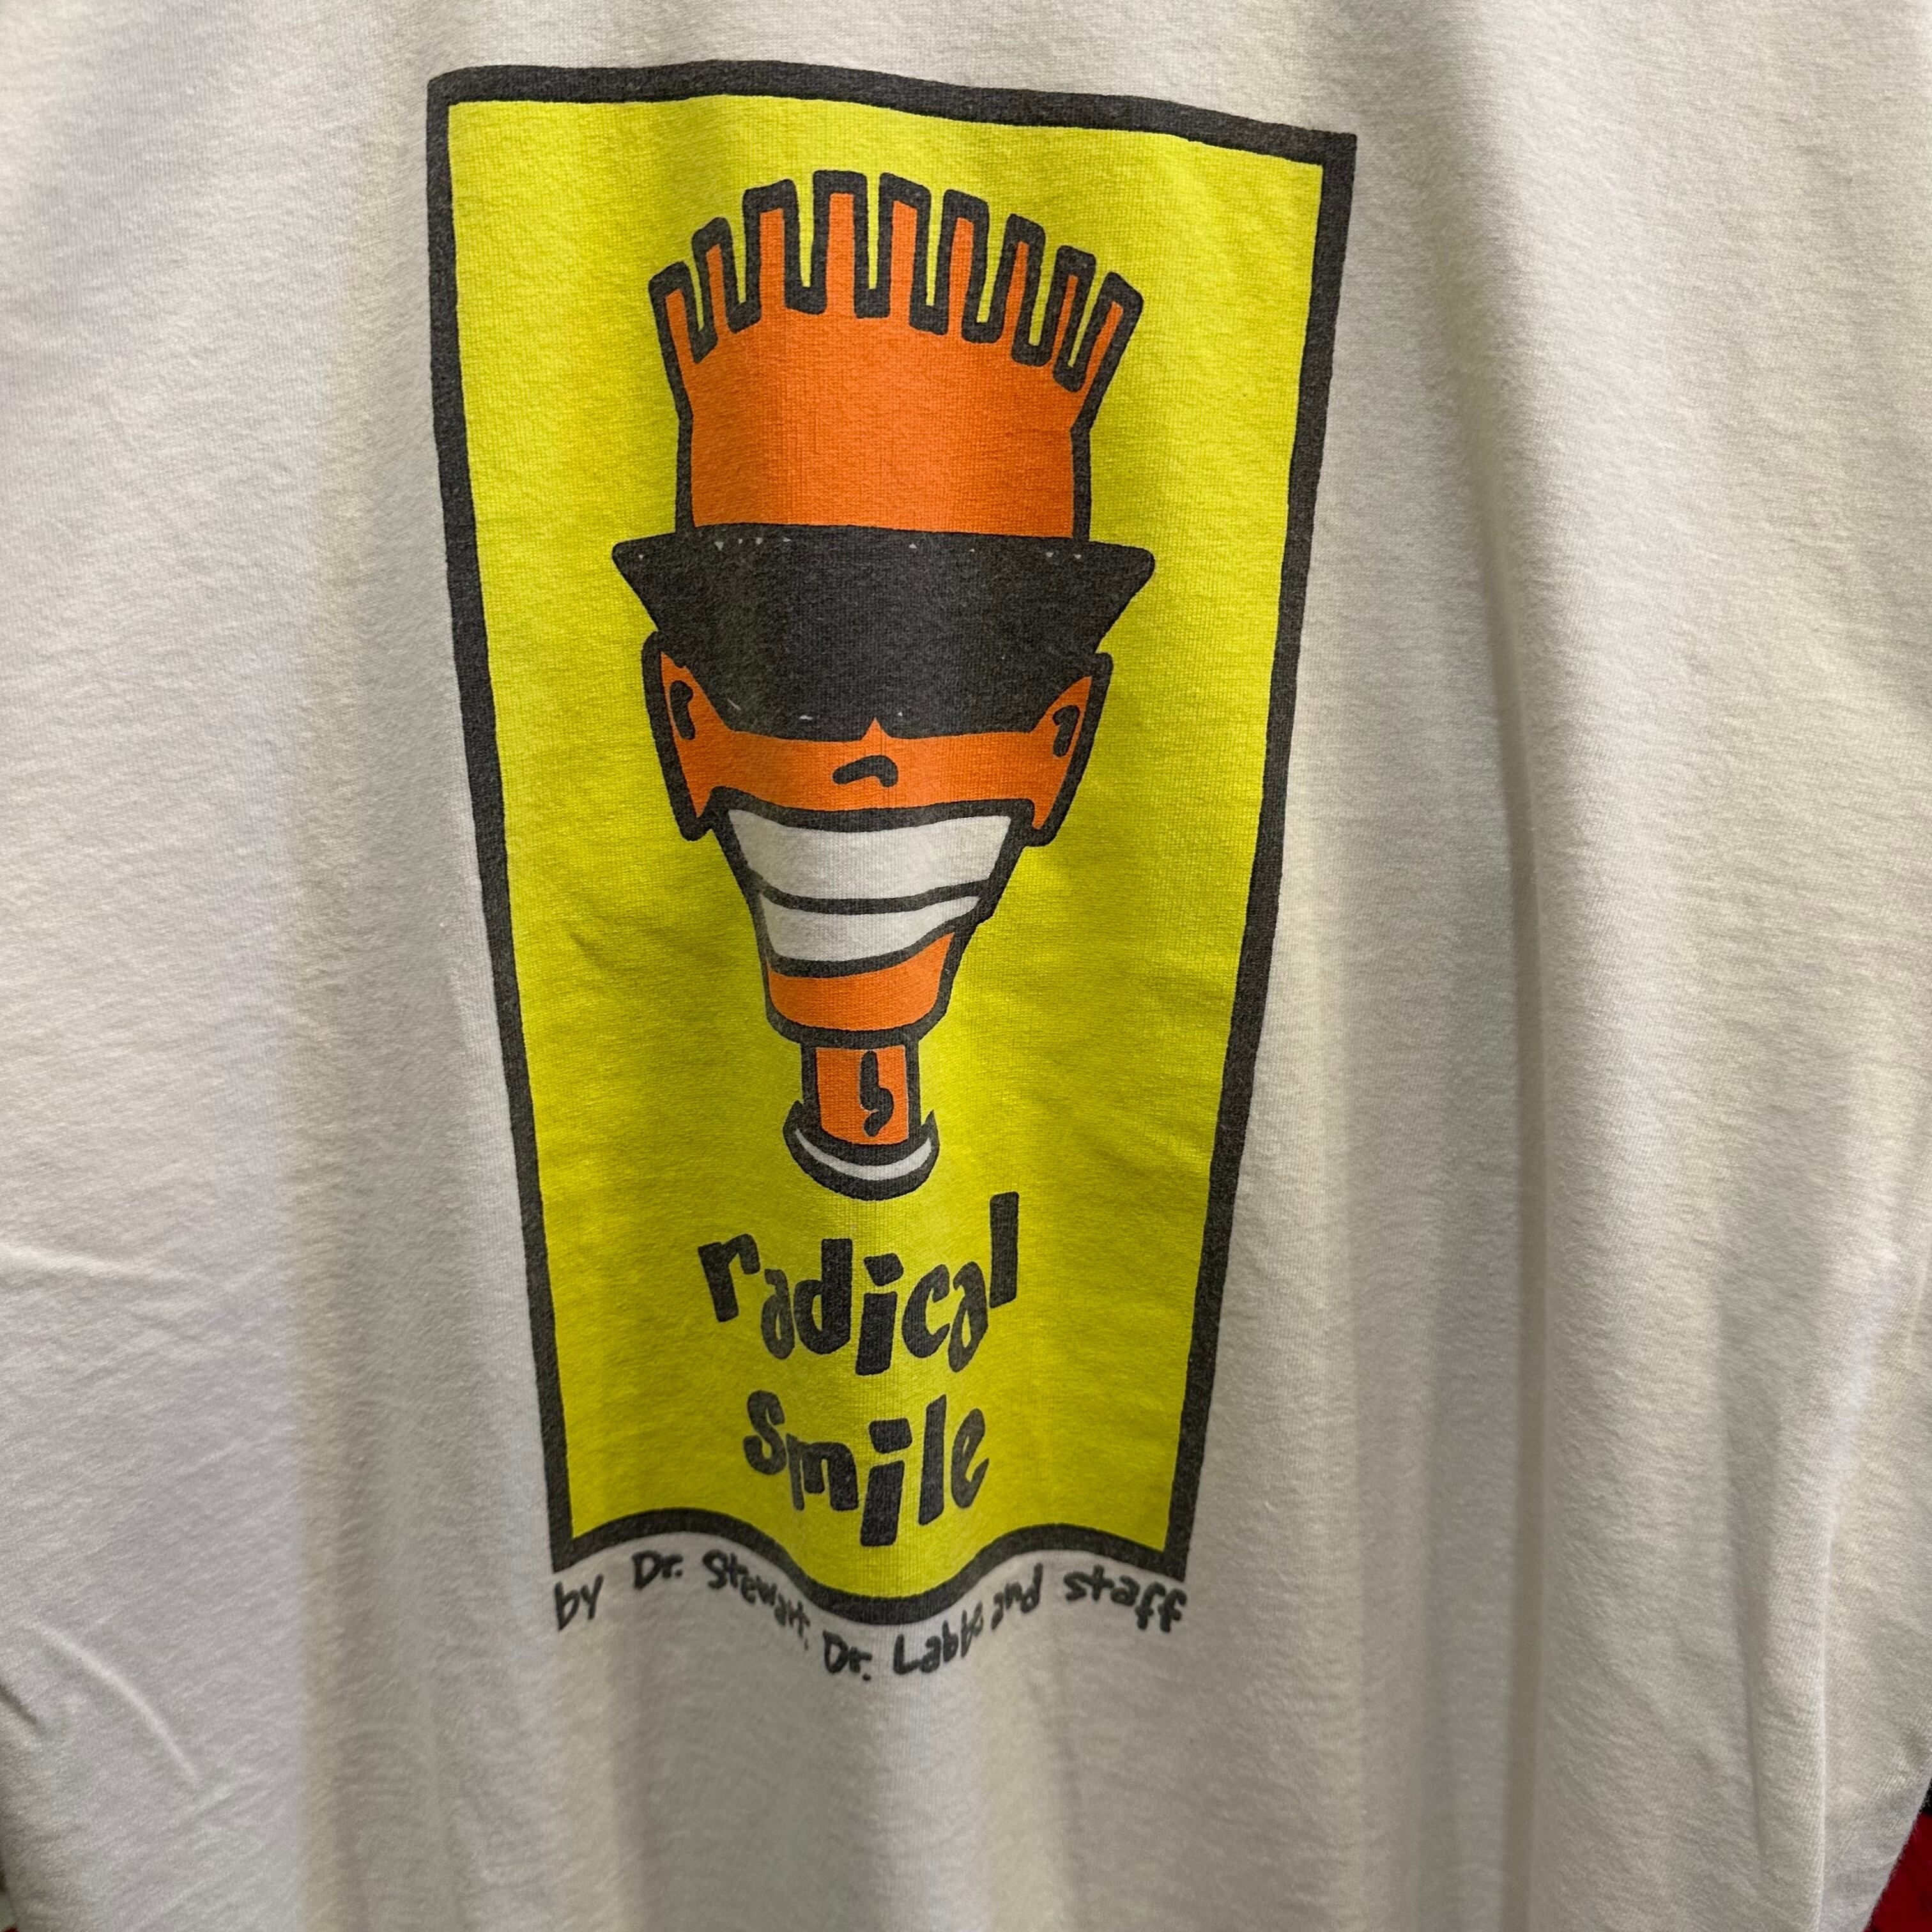 radical
smile
by Dr. Stewart, Dr. Labbe and staff